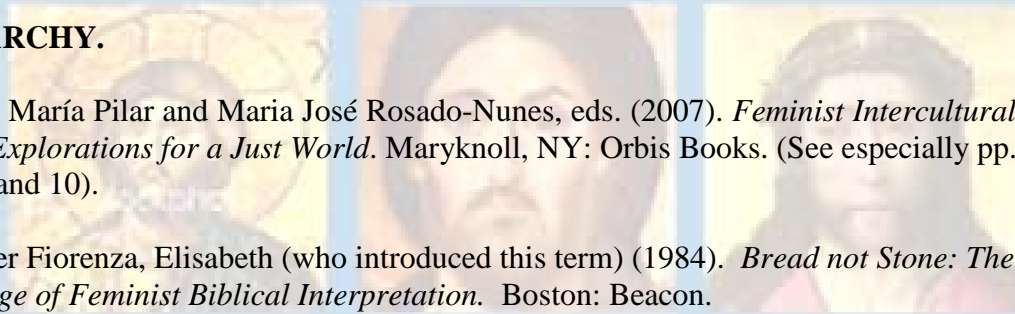 RCHY.
María Pilar and Maria José Rosado-Nunes, eds. (2007). Feminist Intercultural
Explorations for a Just World. Maryknoll, NY: Orbis Books. (See especially pp.
and 10).
er Fiorenza, Elisabeth (who introduced this term) (1984). Bread not Stone: The
ge of Feminist Biblical Interpretation. Boston: Beacon.